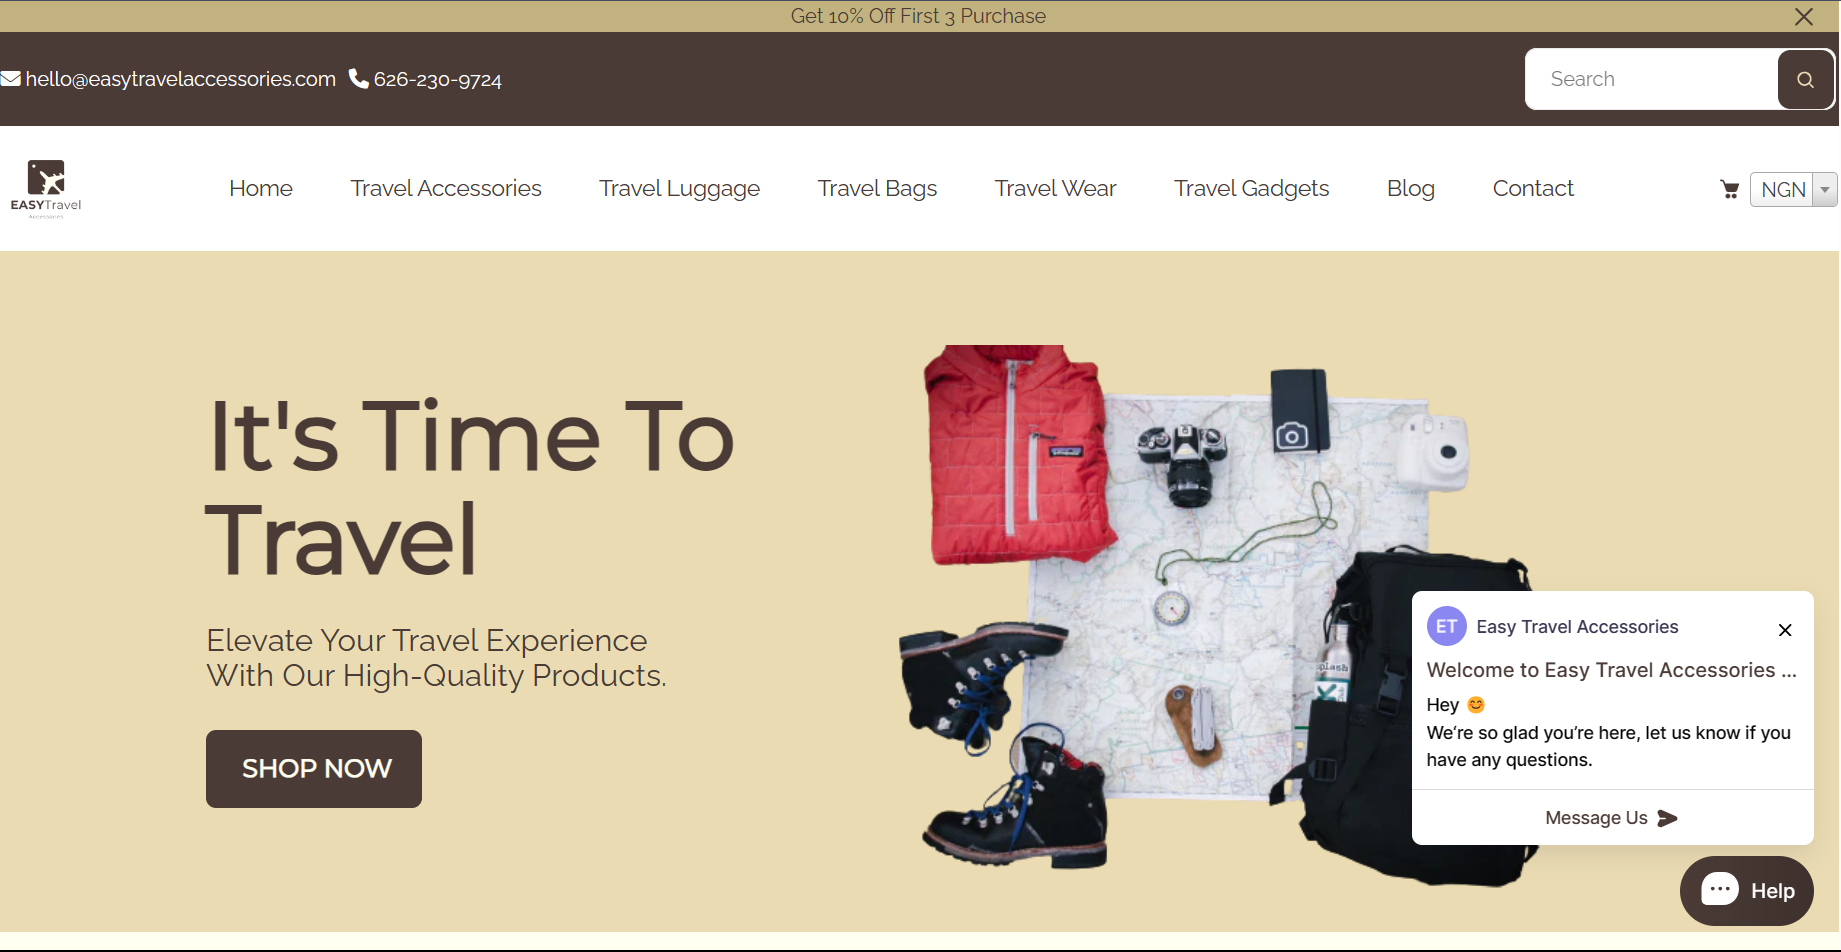 Get 10% Off First 3 Purchase
hello@easytravelaccessories.com 626-230-9724
Search
EASYTravel
Accessories
Home Travel Accessories Travel Luggage Travel Bags Travel Wear Travel Gadgets Blog Contact
NGN
It's Time To
Travel
Elevate Your Travel Experience
With Our High-Quality Products.
SHOP NOW
patagonia
splash
ET Easy Travel Accessories
Welcome to Easy Travel Accessories ...
Hey 😊
We're so glad you're here, let us know if you
have any questions.
Message Us
Help